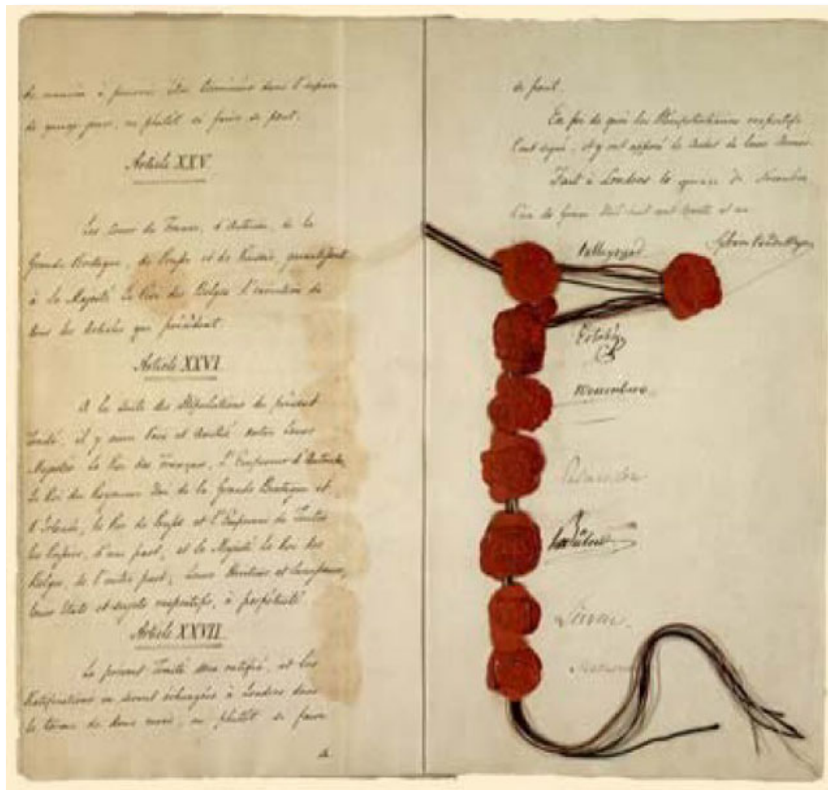 de manière à pouvoir être terminées dans l'espace
de quinze jours, ou plutôt si faire se peut.
Article XXV
Les Cours de France, d'Autriche, de la
Grande Bretagne, de Prusse et de Russie, garantissent
à Sa Majesté le Roi des Belges l'exécution de
tous les Articles qui précèdent.
Article XXVI
A la suite des Stipulations du présent
Traité, il y aura Paix et Amitié entre Leurs
Majestés le Roi des Français, l'Empereur d'Autriche,
le Roi du Royaume Uni de la Grande Bretagne et
d'Irlande, le Roi de Prusse et l'Empereur de Toutes
les Russies, d'une part, et Sa Majesté le Roi des
Belges, de l'autre part, Leurs Héritiers et Successeurs,
leurs États et sujets respectifs, à perpétuité.
Article XXVII
Le présent Traité sera ratifié, et les
Ratifications en seront échangées à Londres dans
le terme de deux mois, ou plutôt si faire
se peut.
En foi de quoi les Plénipotentiaires respectifs
l'ont signé, et y ont apposé le Cachet de leurs Armes.
Fait à Londres le quinze de Novembre
l'an de Grace Mil huit cent trente et un
Sylvain Van de Weyer
Talleyrand
Esterhazy
Wessenberg
Palmerston
Lieven